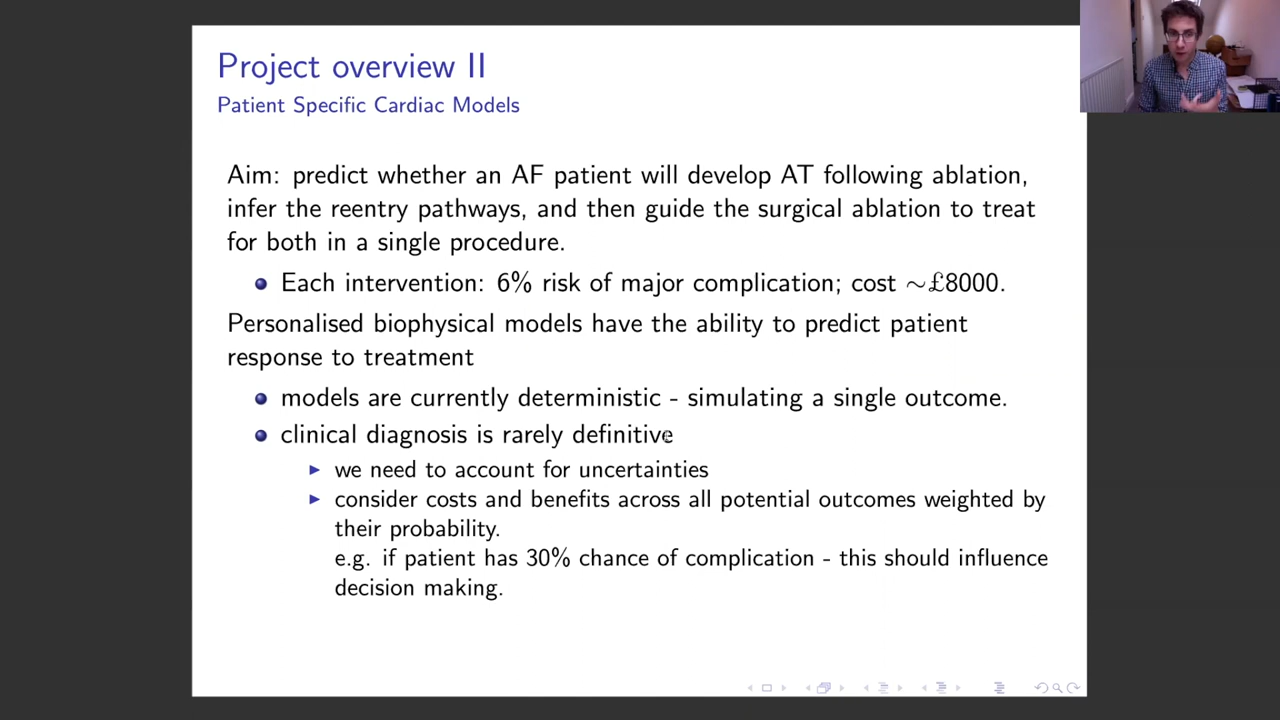 Project overview II
Patient Specific Cardiac Models
Aim: predict whether an AF patient will develop AT following ablation,
infer the reentry pathways, and then guide the surgical ablation to treat
for both in a single procedure.
Each intervention: 6% risk of major complication; cost ∼£8000.
Personalised biophysical models have the ability to predict patient
response to treatment
models are currently deterministic - simulating a single outcome.
clinical diagnosis is rarely definitive
we need to account for uncertainties
consider costs and benefits across all potential outcomes weighted by
their probability.
e.g. if patient has 30% chance of complication - this should influence
decision making.